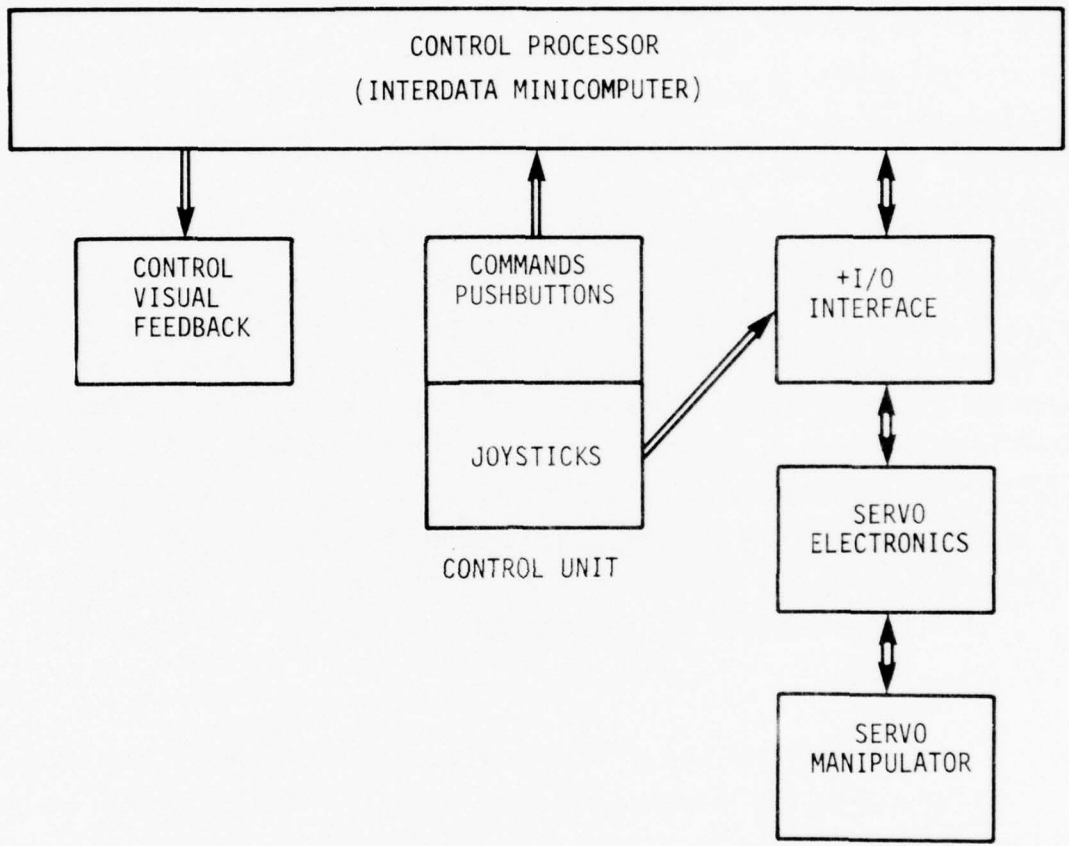 CONTROL PROCESSOR
(INTERDATA MINICOMPUTER)
CONTROL
VISUAL
FEEDBACK
COMMANDS
PUSHBUTTONS
JOYSTICKS
CONTROL UNIT
+I/O
INTERFACE
SERVO
ELECTRONICS
SERVO
MANIPULATOR